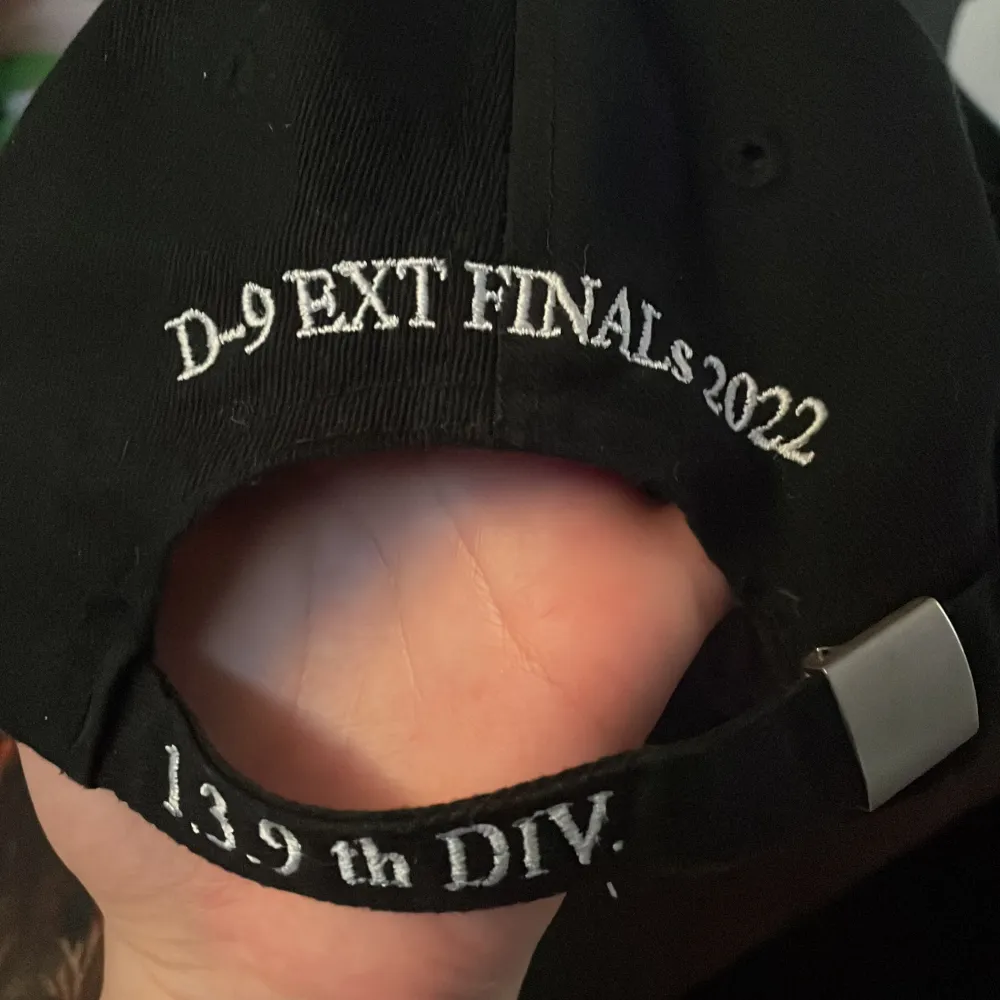 D-9 EXT FINALs 2022
1.3.9 th DIV.